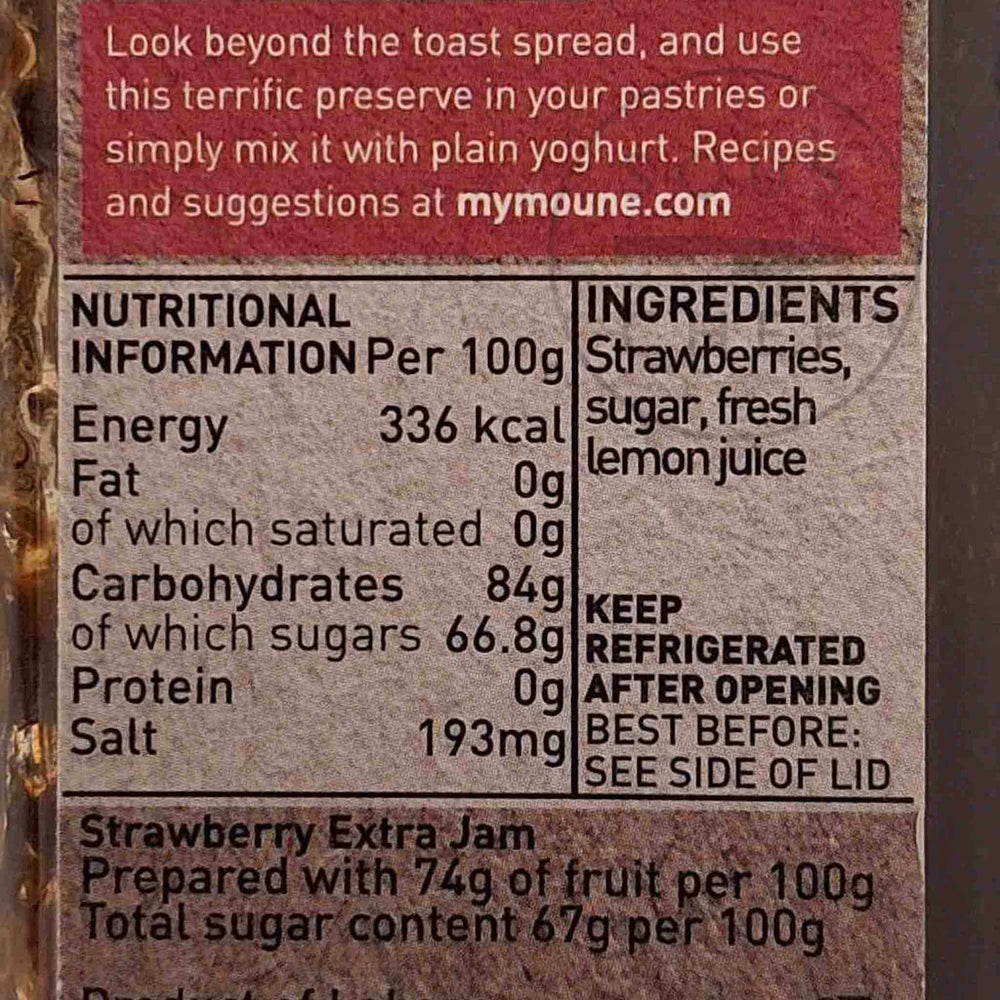 Look beyond the toast spread, and use
this terrific preserve in your pastries or
simply mix it with plain yoghurt. Recipes
and suggestions at mymoune.com
NUTRITIONAL
INFORMATION Per 100g
Energy 336 kcal
Fat 0g
of which saturated 0g
Carbohydrates 84g
of which sugars 66.8g
Protein 0g
Salt 193mg
INGREDIENTS
Strawberries,
sugar, fresh
lemon juice
KEEP
REFRIGERATED
AFTER OPENING
BEST BEFORE:
SEE SIDE OF LID
Strawberry Extra Jam
Prepared with 74g of fruit per 100g
Total sugar content 67g per 100g